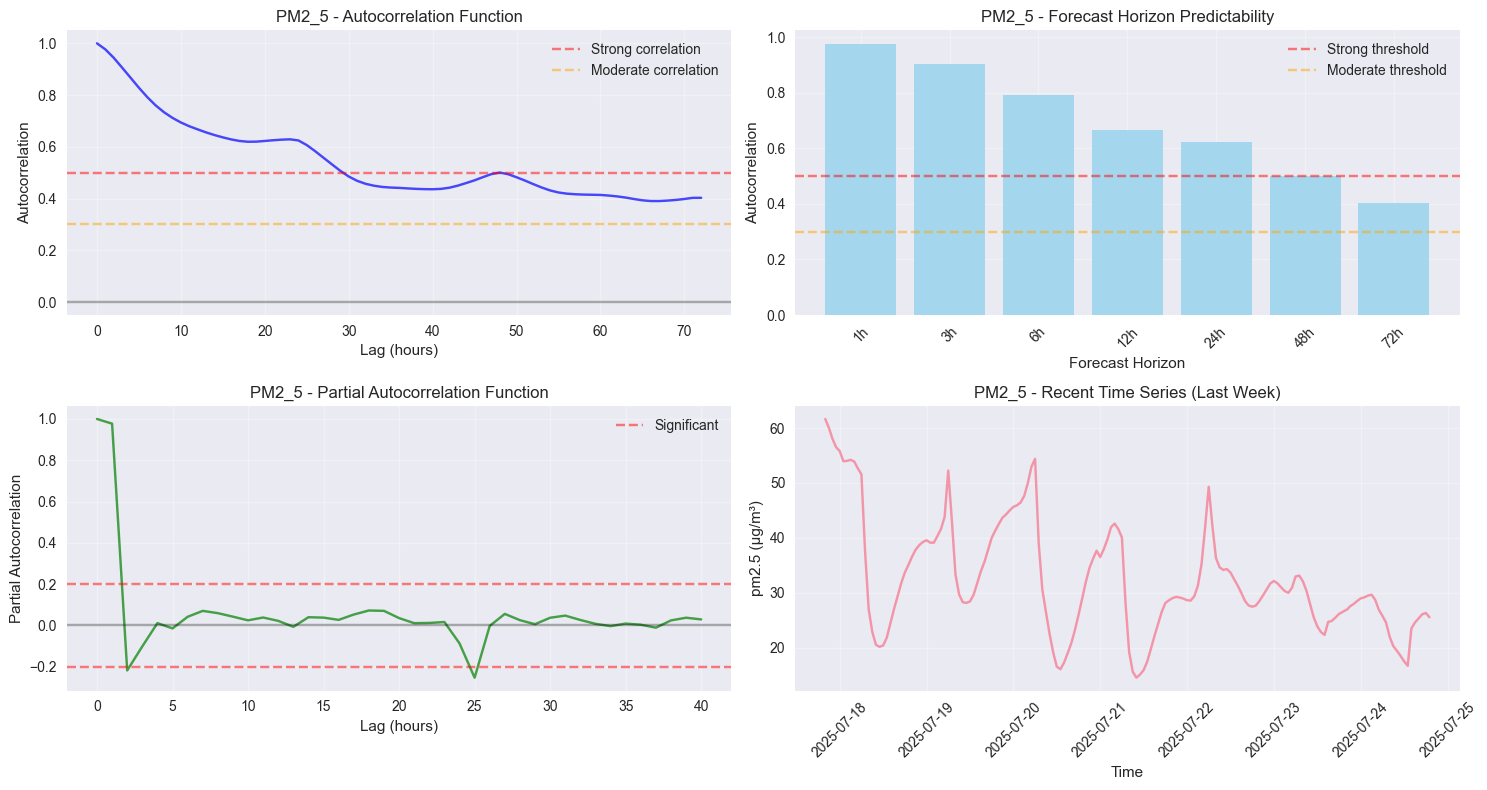 PM2_5 - Autocorrelation Function
Strong correlation
Moderate correlation
1.0
0.8
0.6
0.4
0.2
0.0
Autocorrelation
0 10 20 30 40 50 60 70
Lag (hours)
PM2_5 - Forecast Horizon Predictability
Strong threshold
Moderate threshold
1.0
0.8
0.6
0.4
0.2
0.0
Autocorrelation
1h 3h 6h 12h 24h 48h 72h
Forecast Horizon
PM2_5 - Partial Autocorrelation Function
Significant
1.0
0.8
0.6
0.4
0.2
0.0
−0.2
Partial Autocorrelation
0 5 10 15 20 25 30 35 40
Lag (hours)
PM2_5 - Recent Time Series (Last Week)
60
50
40
30
20
pm2.5 (μg/m³)
2025-07-18 2025-07-19 2025-07-20 2025-07-21 2025-07-22 2025-07-23 2025-07-24 2025-07-25
Time